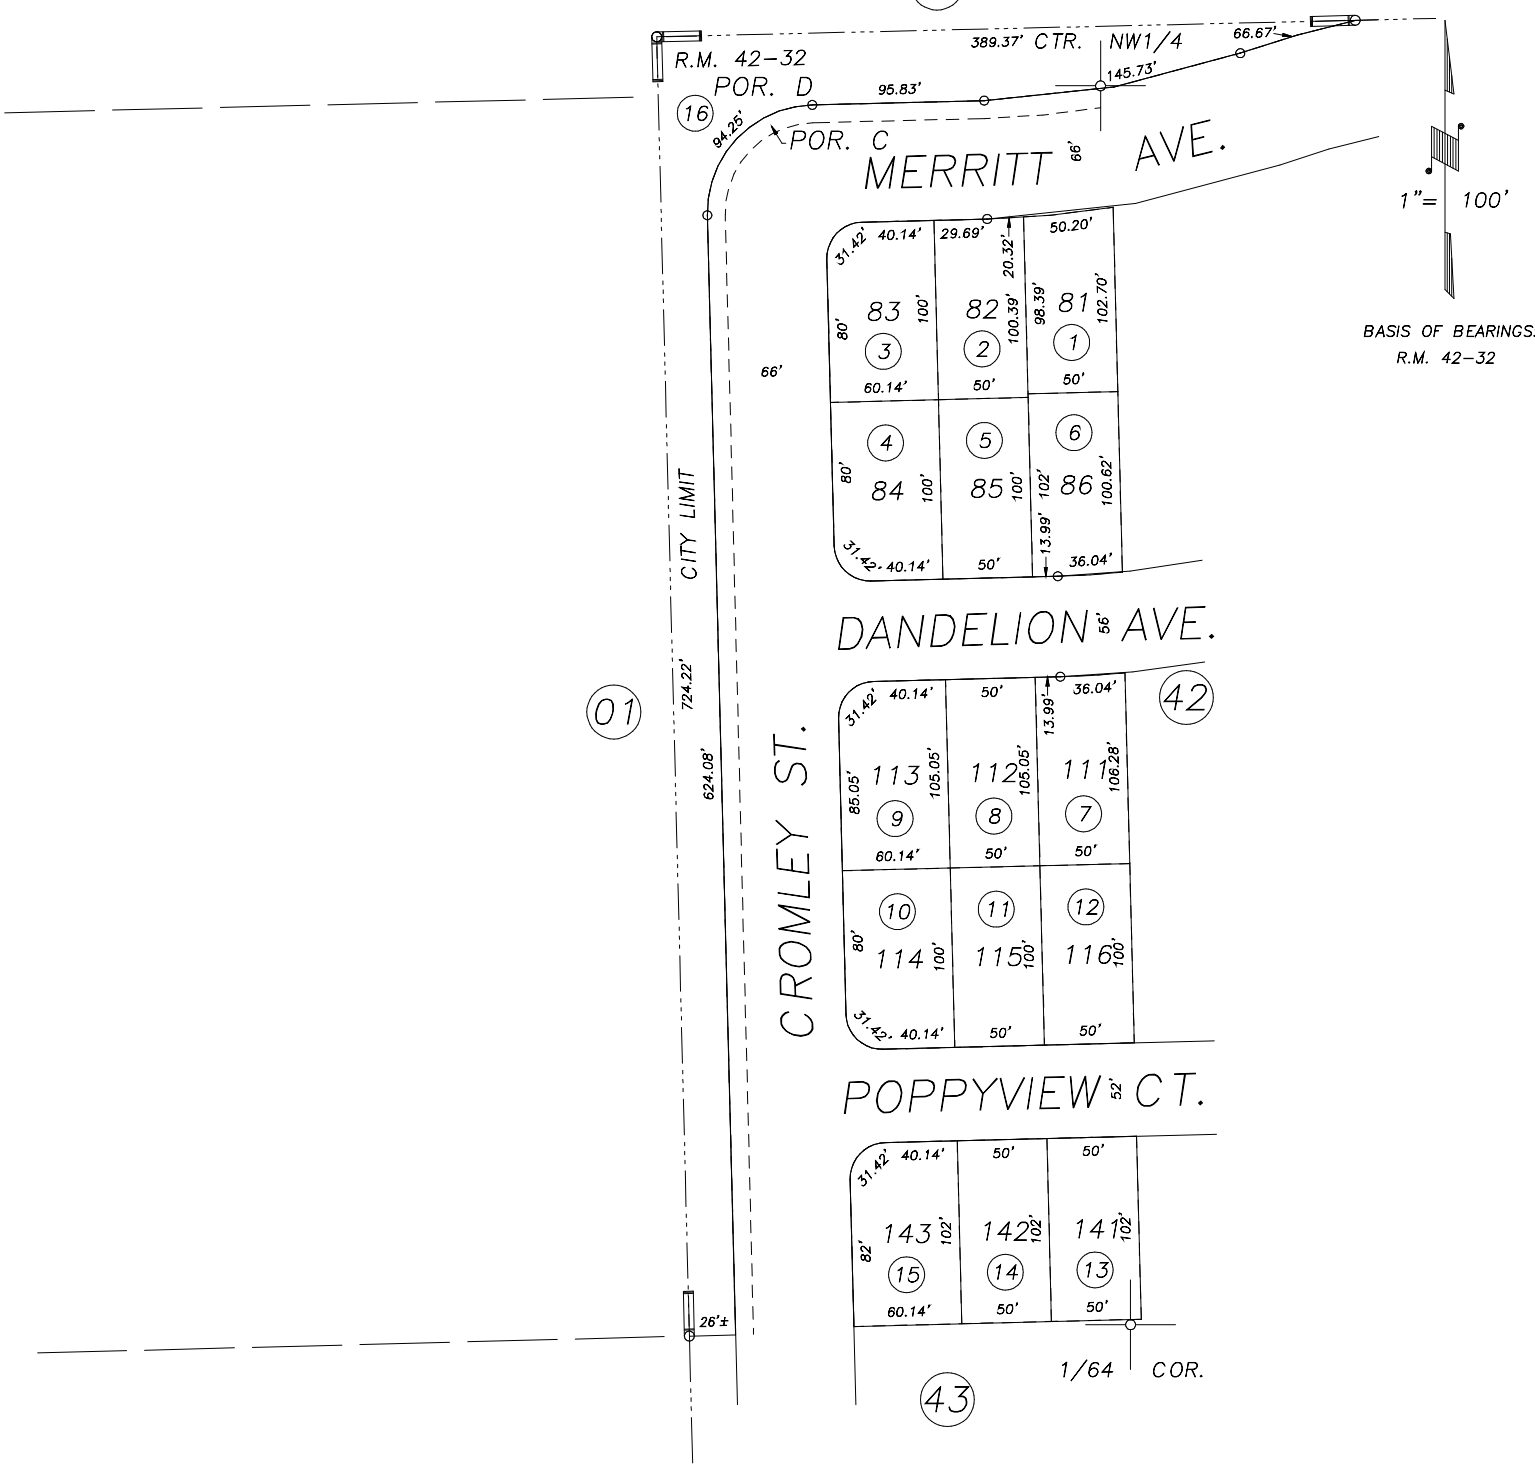 389.37' CTR. NW1/4
66.67'
R.M. 42-32
POR. D
95.83'
145.73'
16
94.25'
POR. C
MERRITT 66' AVE.
1"= 100'
31.42' 40.14' 29.69' 20.32' 50.20'
83 100' 82 100.39' 98.39' 81 102.70'
80'
3 2 1
BASIS OF BEARINGS.
R.M. 42-32
66'
60.14' 50' 50'
4 5 6
80' 84 100' 85 100' 102' 86 100.62'
CITY LIMIT
13.99'
31.42' 40.14' 50' 36.04'
DANDELION 56' AVE.
724.22'
01
31.42' 40.14' 50' 13.99' 36.04'
42
624.08'
CROMLEY ST.
85.05' 113 105.05' 112 105.05' 111 106.28'
9 8 7
60.14' 50' 50'
10 11 12
80' 114 100' 115 100' 116 100'
31.42' 40.14' 50' 50'
POPPYVIEW 52' CT.
31.42' 40.14' 50' 50'
82' 143 102' 142 102' 141 102'
15 14 13
60.14' 50' 50'
26'±
1/64 COR.
43